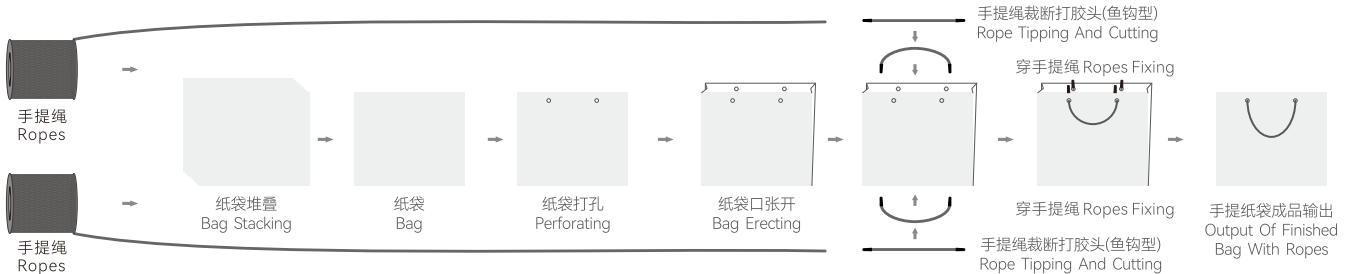 手提绳裁断打胶头(鱼钩型)
Rope Tipping And Cutting
穿手提绳 Ropes Fixing
手提绳
Ropes
纸袋堆叠
Bag Stacking
纸袋
Bag
纸袋打孔
Perforating
纸袋口张开
Bag Erecting
穿手提绳 Ropes Fixing
手提纸袋成品输出
Output Of Finished
Bag With Ropes
手提绳
Ropes
手提绳裁断打胶头(鱼钩型)
Rope Tipping And Cutting